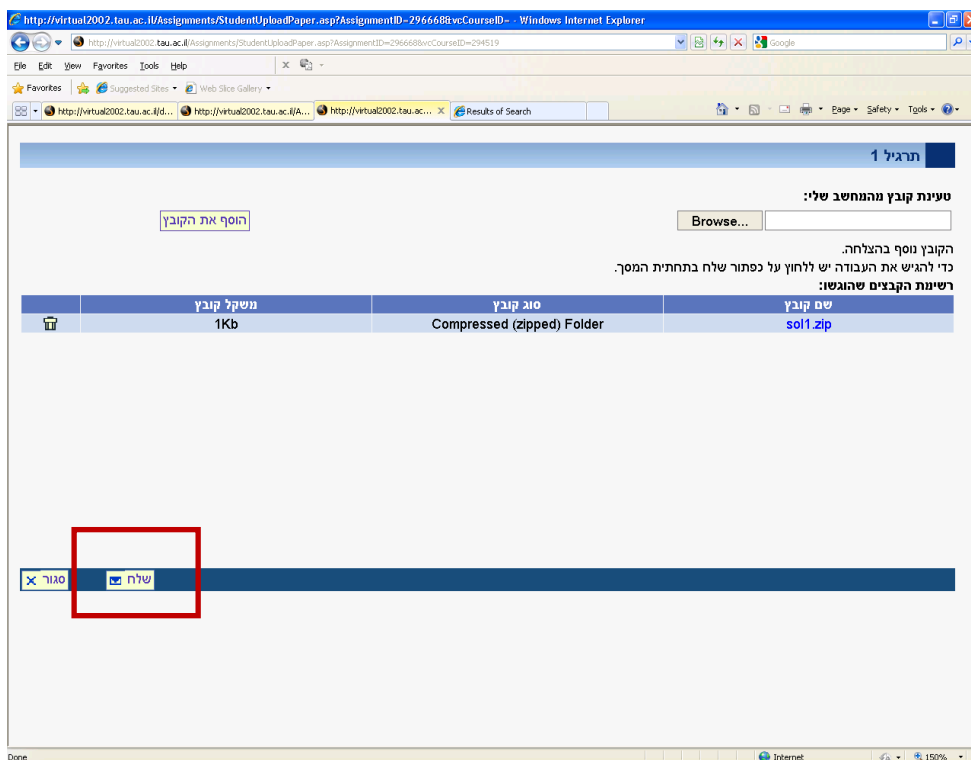 http://virtual2002.tau.ac.il/Assignments/StudentUploadPaper.asp?AssignmentID=296668&vcCourseID= - Windows Internet Explorer
http://virtual2002.tau.ac.il/Assignments/StudentUploadPaper.asp?AssignmentID=296668&vcCourseID=294519
Google
File Edit View Favorites Tools Help
Favorites Suggested Sites Web Slice Gallery
http://virtual2002.tau.ac.il/d... http://virtual2002.tau.ac.il/A... http://virtual2002.tau.ac... Results of Search Page Safety Tools
תרגיל 1
טעינת קובץ מהמחשב שלי:
Browse... הוסף את הקובץ
הקובץ נוסף בהצלחה.
כדי להגיש את העבודה יש ללחוץ על כפתור שלח בתחתית המסך.
רשימת הקבצים שהוגשו:
שם קובץ סוג קובץ משקל קובץ
sol1.zip Compressed (zipped) Folder 1Kb
שלח סגור
Done Internet 150%